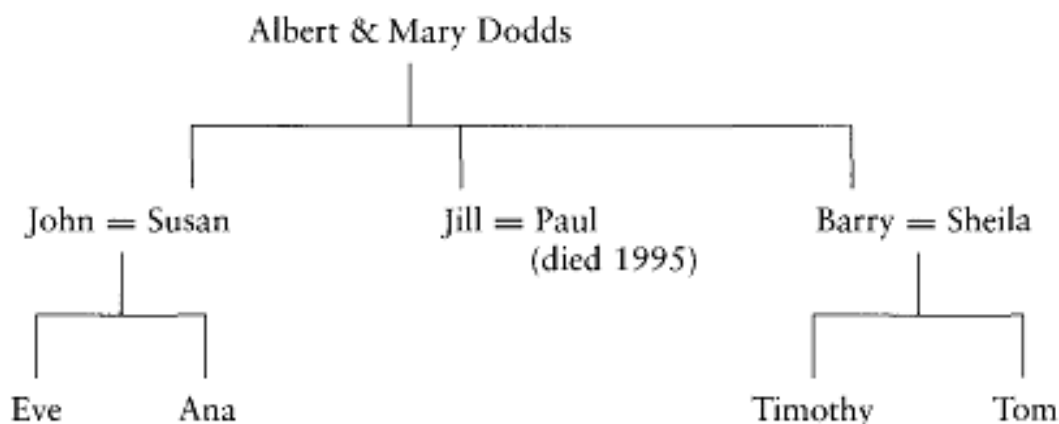 Albert & Mary Dodds
John = Susan
Jill = Paul
(died 1995)
Barry = Sheila
Eve
Ana
Timothy
Tom